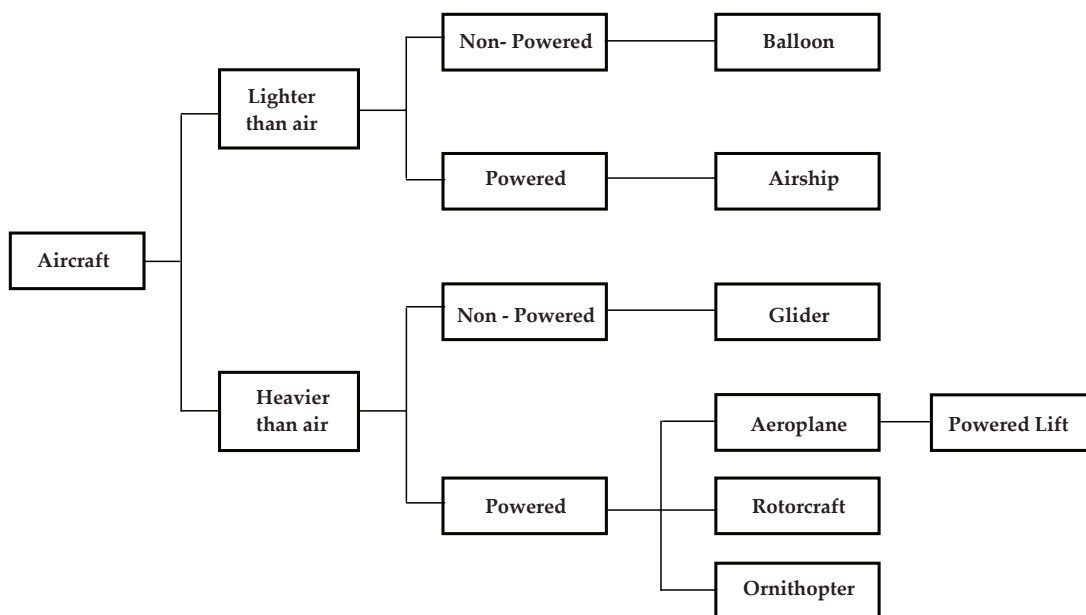 Non- Powered
Balloon
Lighter
than air
Powered
Airship
Aircraft
Non - Powered
Glider
Heavier
than air
Aeroplane
Powered Lift
Powered
Rotorcraft
Ornithopter